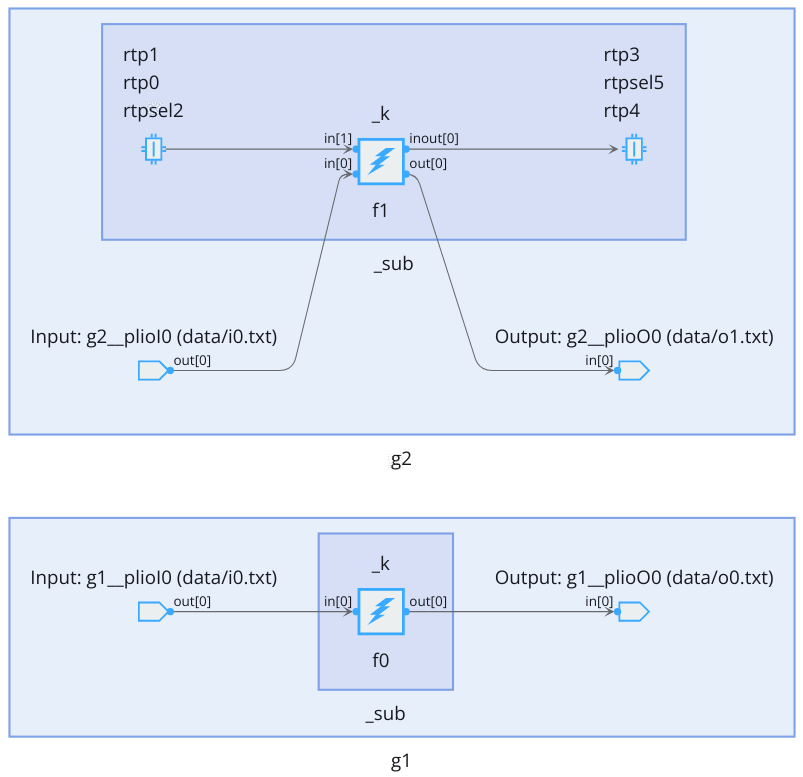 rtp1
rtp0
rtpsel2
rtp3
rtpsel5
rtp4
_k
in[1]
inout[0]
in[0]
out[0]
f1
_sub
Input: g2__plioI0 (data/i0.txt)
Output: g2__plioO0 (data/o1.txt)
out[0]
in[0]
g2
_k
Input: g1__plioI0 (data/i0.txt)
Output: g1__plioO0 (data/o0.txt)
out[0]
in[0]
out[0]
in[0]
f0
_sub
g1